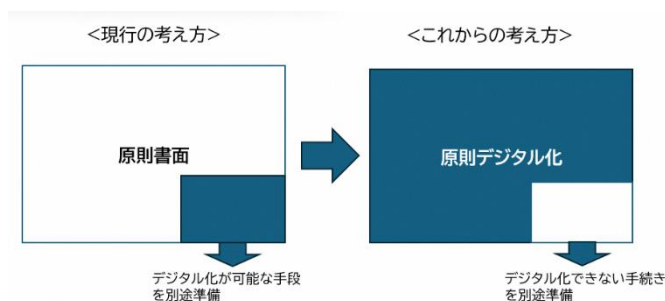 <現行の考え方>
<これからの考え方>
原則書面
原則デジタル化
デジタル化が可能な手段
を別途準備
デジタル化できない手続き
を別途準備